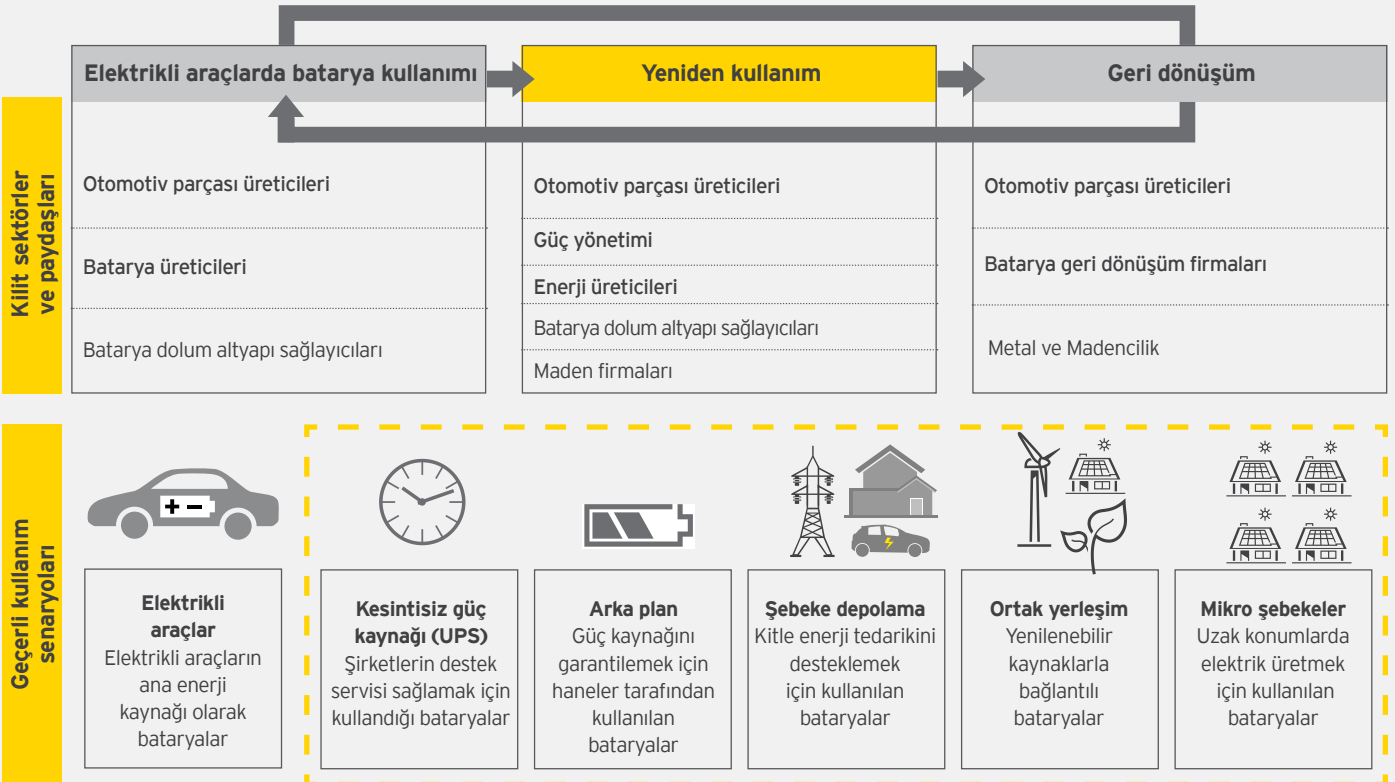 Elektrikli araçlarda batarya kullanımı
Yeniden kullanım
Geri dönüşüm
Kilit sektörler
ve paydaşları
Otomotiv parçası üreticileri
Batarya üreticileri
Batarya dolum altyapı sağlayıcıları
Otomotiv parçası üreticileri
Güç yönetimi
Enerji üreticileri
Batarya dolum altyapı sağlayıcıları
Maden firmaları
Otomotiv parçası üreticileri
Batarya geri dönüşüm firmaları
Metal ve Madencilik
Geçerli kullanım
senaryoları
Elektrikli
araçlar
Elektrikli araçların
ana enerji
kaynağı olarak
bataryalar
Kesintisiz güç
kaynağı (UPS)
Şirketlerin destek
servisi sağlamak için
kullandığı bataryalar
Arka plan
Güç kaynağını
garantilemek için
haneler tarafından
kullanılan
bataryalar
Şebeke depolama
Kitle enerji tedarikini
desteklemek
için kullanılan
bataryalar
Ortak yerleşim
Yenilenebilir
kaynaklarla
bağlantılı
bataryalar
Mikro şebekeler
Uzak konumlarda
elektrik üretmek
için kullanılan
bataryalar